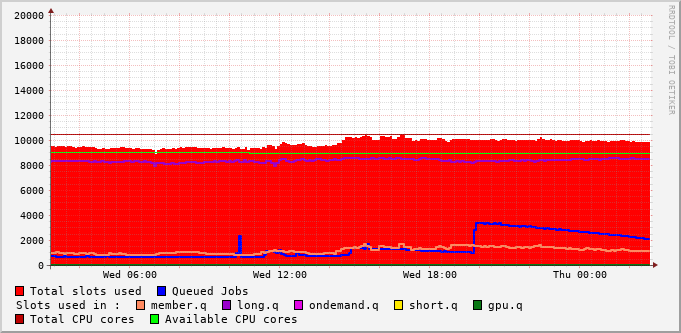 20000
18000
16000
14000
12000
10000
8000
6000
4000
2000
0
Wed 06:00 Wed 12:00 Wed 18:00 Thu 00:00
Total slots used Queued Jobs
Slots used in : member.q long.q ondemand.q short.q gpu.q
Total CPU cores Available CPU cores
RRDTOOL / TOBI OETIKER